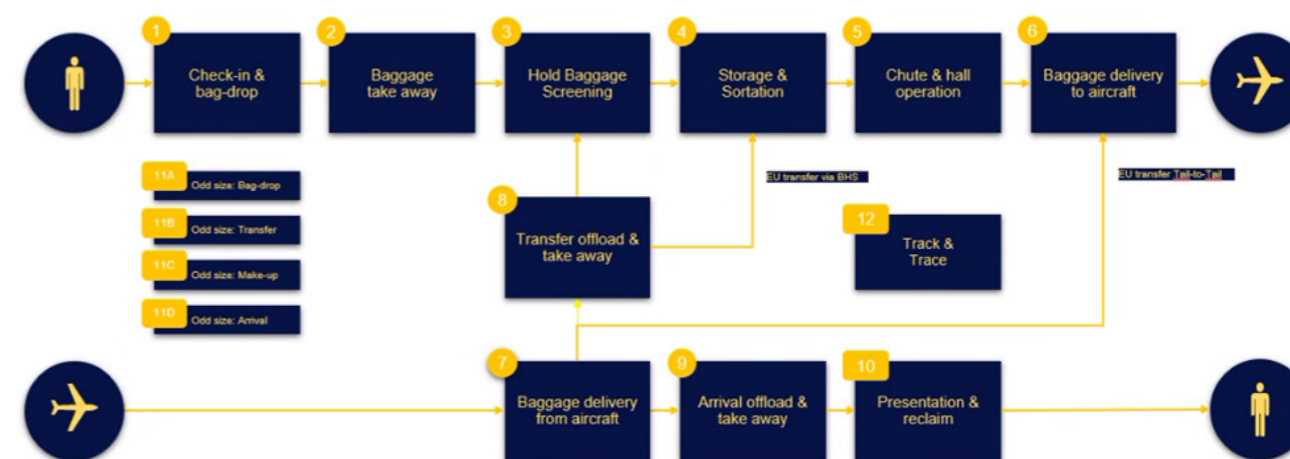 1
Check-in &
bag-drop
2
Baggage
take away
3
Hold Baggage
Screening
4
Storage &
Sortation
5
Chute & hall
operation
6
Baggage delivery
to aircraft
11A
Odd size: Bag-drop
11B
Odd size: Transfer
11C
Odd size: Make-up
11D
Odd size: Arrival
8
Transfer offload &
take away
EU transfer via BHS
12
Track &
Trace
EU transfer Tail-to-Tail
7
Baggage delivery
from aircraft
9
Arrival offload &
take away
10
Presentation &
reclaim